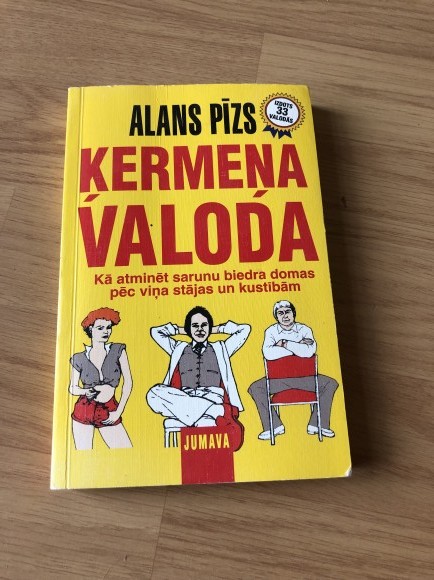 ALANS PĪZS
IZDOTS
33
VALODĀS
ĶERMEŅA
VALODA
Kā atminēt sarunu biedra domas
pēc viņa stājas un kustībām
JUMAVA